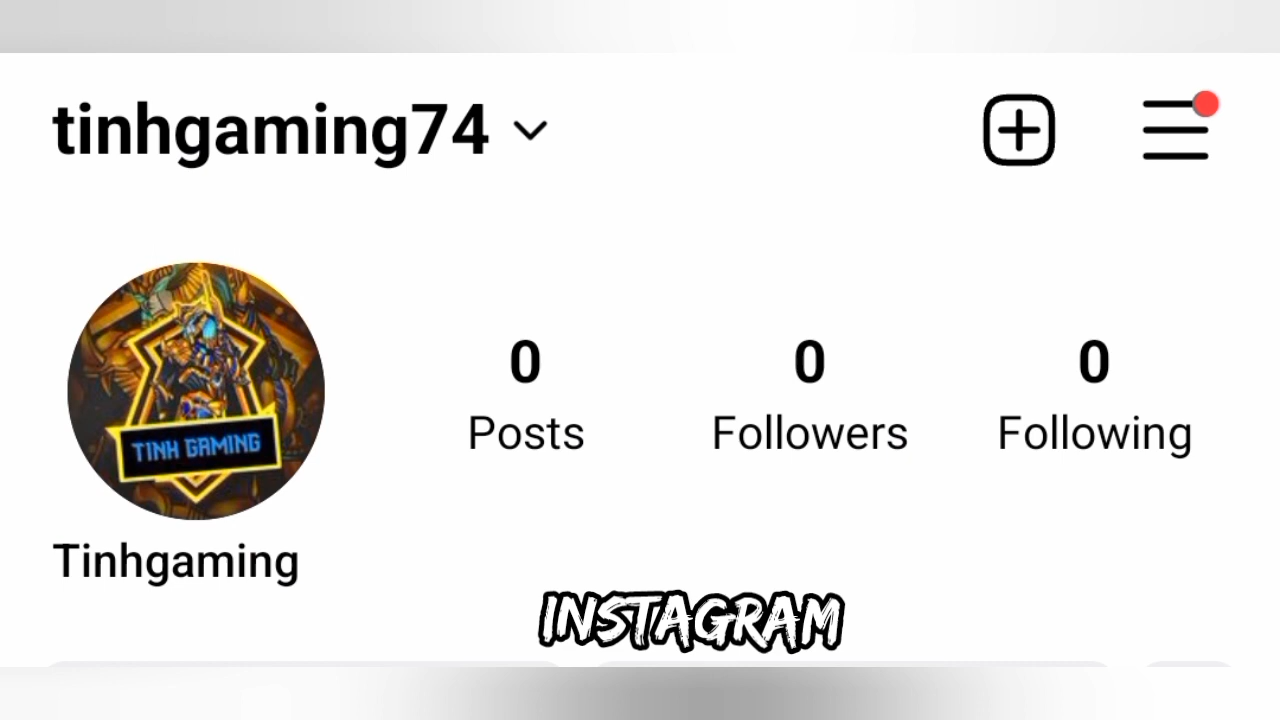 tinhgaming74
TINH GAMING
0 0 0
Posts Followers Following
Tinhgaming
INSTAGRAM